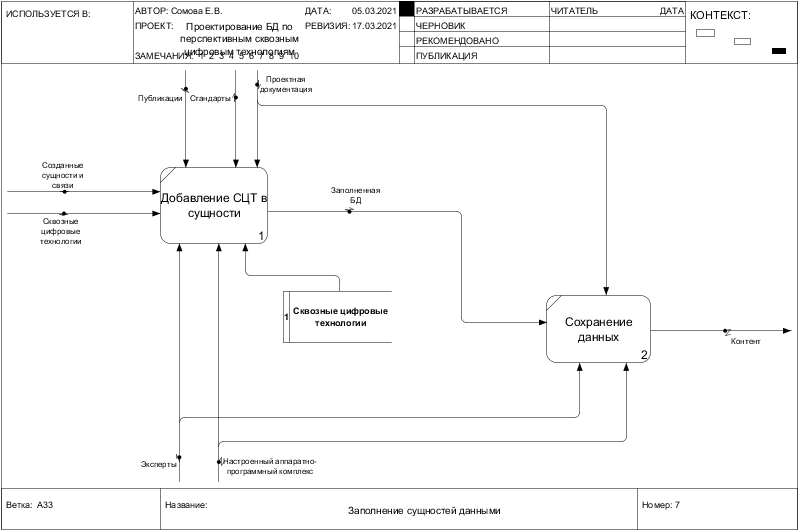 ИСПОЛЬЗУЕТСЯ В:
АВТОР: Сомова Е.В.
ДАТА: 05.03.2021
ПРОЕКТ: Проектирование БД по
перспективным сквозным
цифровым технологиям
РЕВИЗИЯ: 17.03.2021
ЗАМЕЧАНИЯ: 1 2 3 4 5 6 7 8 9 10
РАЗРАБАТЫВАЕТСЯ
ЧЕРНОВИК
РЕКОМЕНДОВАНО
ПУБЛИКАЦИЯ
ЧИТАТЕЛЬ ДАТА
КОНТЕКСТ:
Публикации
Стандарты
Проектная
документация
Созданные
сущности и
связи
Сквозные
цифровые
технологии
Добавление СЦТ в
сущности
1
Заполненная
БД
1
Сквозные цифровые
технологии
Сохранение
данных
2
Контент
Эксперты
Настроенный аппаратно-
программный комплекс
Ветка: A33
Название:
Заполнение сущностей данными
Номер: 7